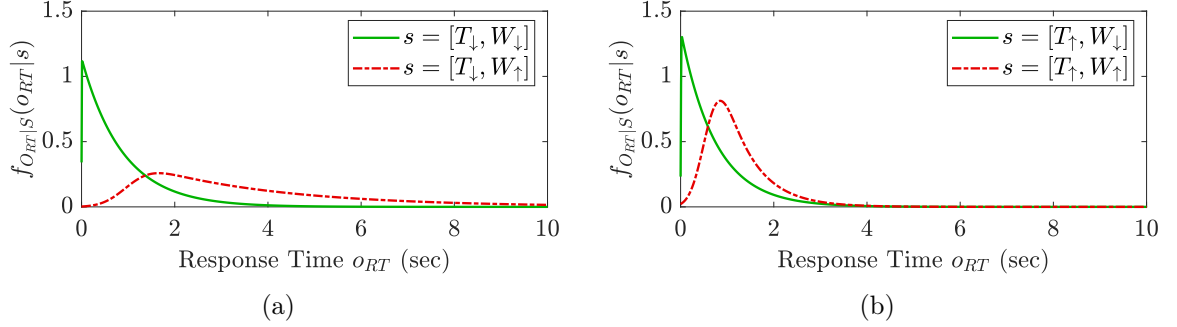 1.5
1
0.5
0
0 2 4 6 8 10
f_{O_{RT}|S}(o_{RT}|s)
Response Time o_{RT} (sec)
s = [T↓, W↓]
s = [T↓, W↑]
(a)
1.5
1
0.5
0
0 2 4 6 8 10
f_{O_{RT}|S}(o_{RT}|s)
Response Time o_{RT} (sec)
s = [T↑, W↓]
s = [T↑, W↑]
(b)